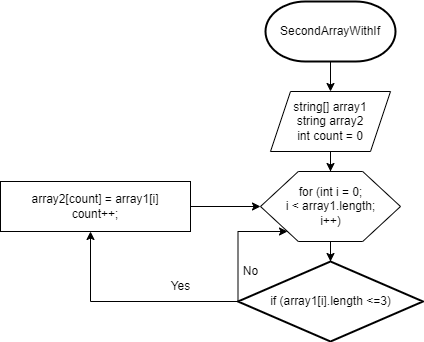 SecondArrayWithIf
string[] array1
string array2
int count = 0
for (int i = 0;
i < array1.length;
i++)
array2[count] = array1[i]
count++;
No
Yes
if (array1[i].length <=3)